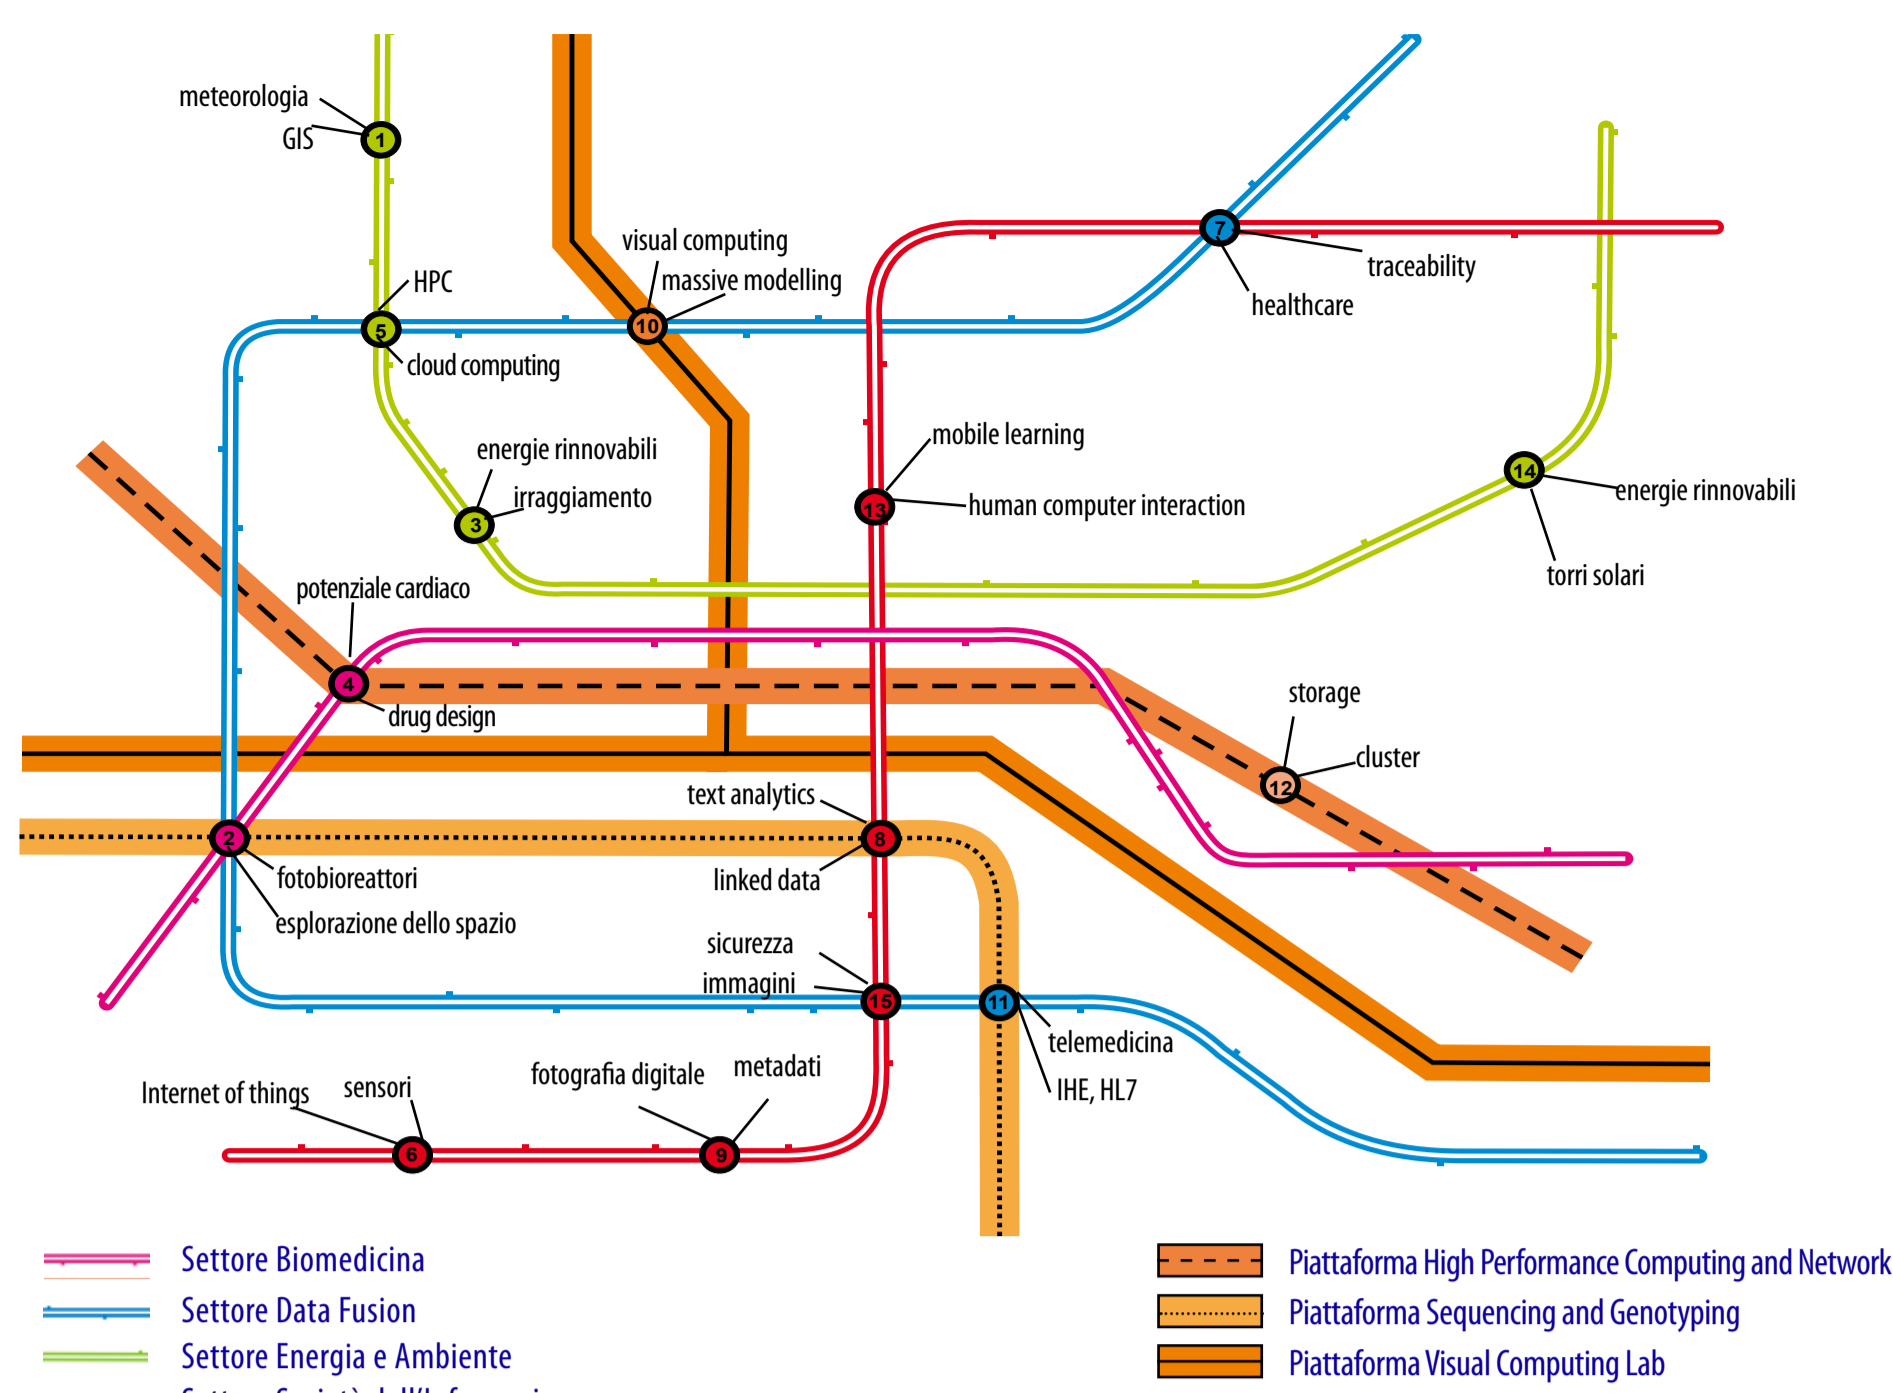 meteorologia
GIS
1
visual computing
massive modelling
HPC
5
10
cloud computing
7
traceability
healthcare
mobile learning
energie rinnovabili
irraggiamento
3
13
human computer interaction
14
energie rinnovabili
torri solari
potenziale cardiaco
4
drug design
storage
cluster
12
text analytics
2
8
fotobioreattori
linked data
esplorazione dello spazio
sicurezza
immagini
15
11
telemedicina
IHE, HL7
Internet of things
sensori
fotografia digitale
metadati
6
9
Settore Biomedicina
Settore Data Fusion
Settore Energia e Ambiente
Piattaforma High Performance Computing and Network
Piattaforma Sequencing and Genotyping
Piattaforma Visual Computing Lab